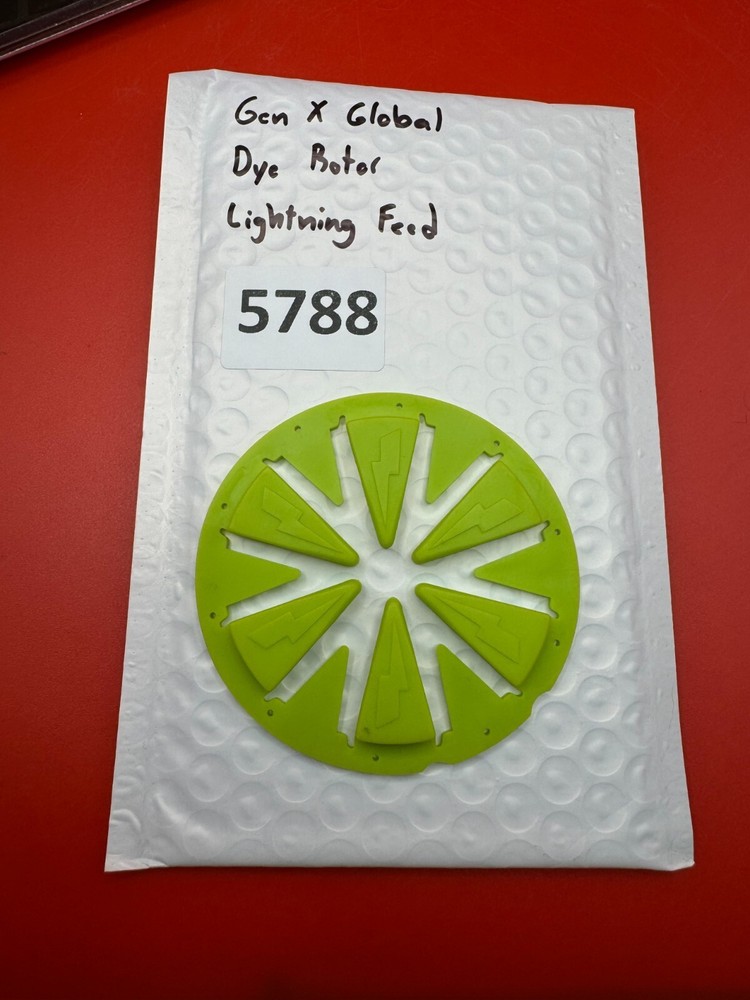 Gen X Global
Dye Rotor
Lightning Feed
5788